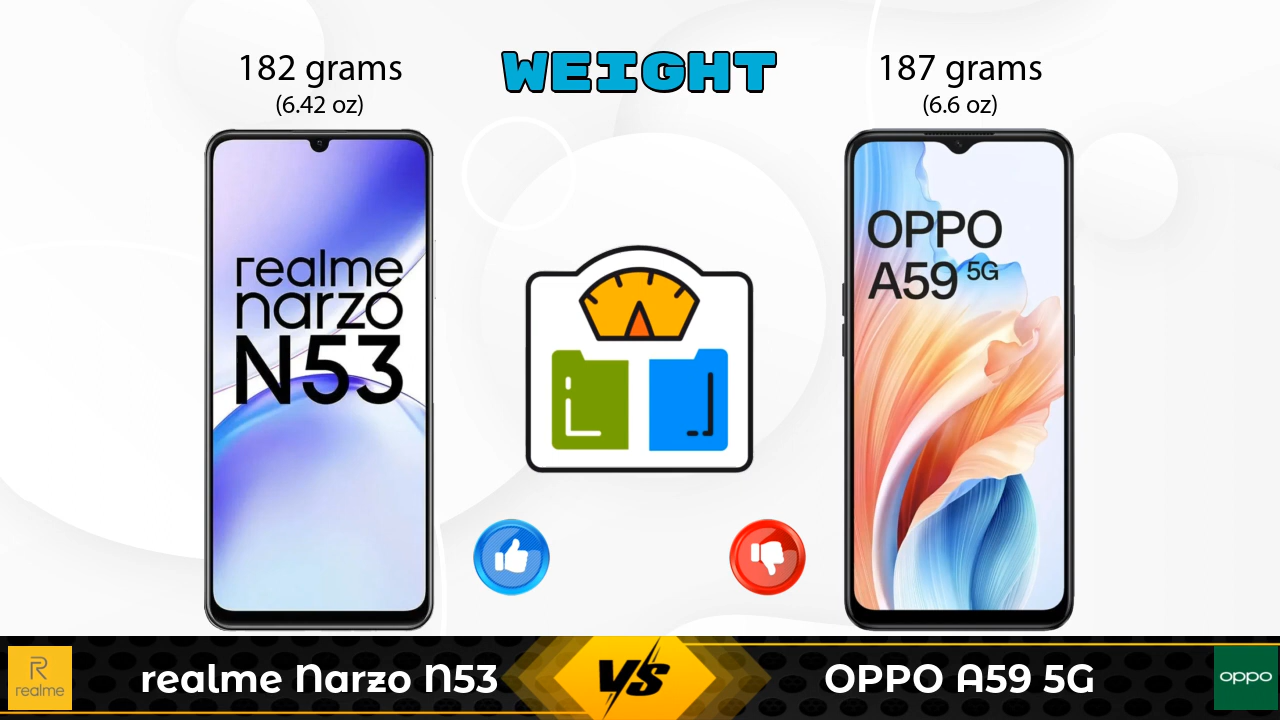 WEIGHT
182 grams
(6.42 oz)
187 grams
(6.6 oz)
realme
narzo
N53
OPPO
A59 5G
R
realme
realme Narzo N53
VS
OPPO A59 5G
oppo